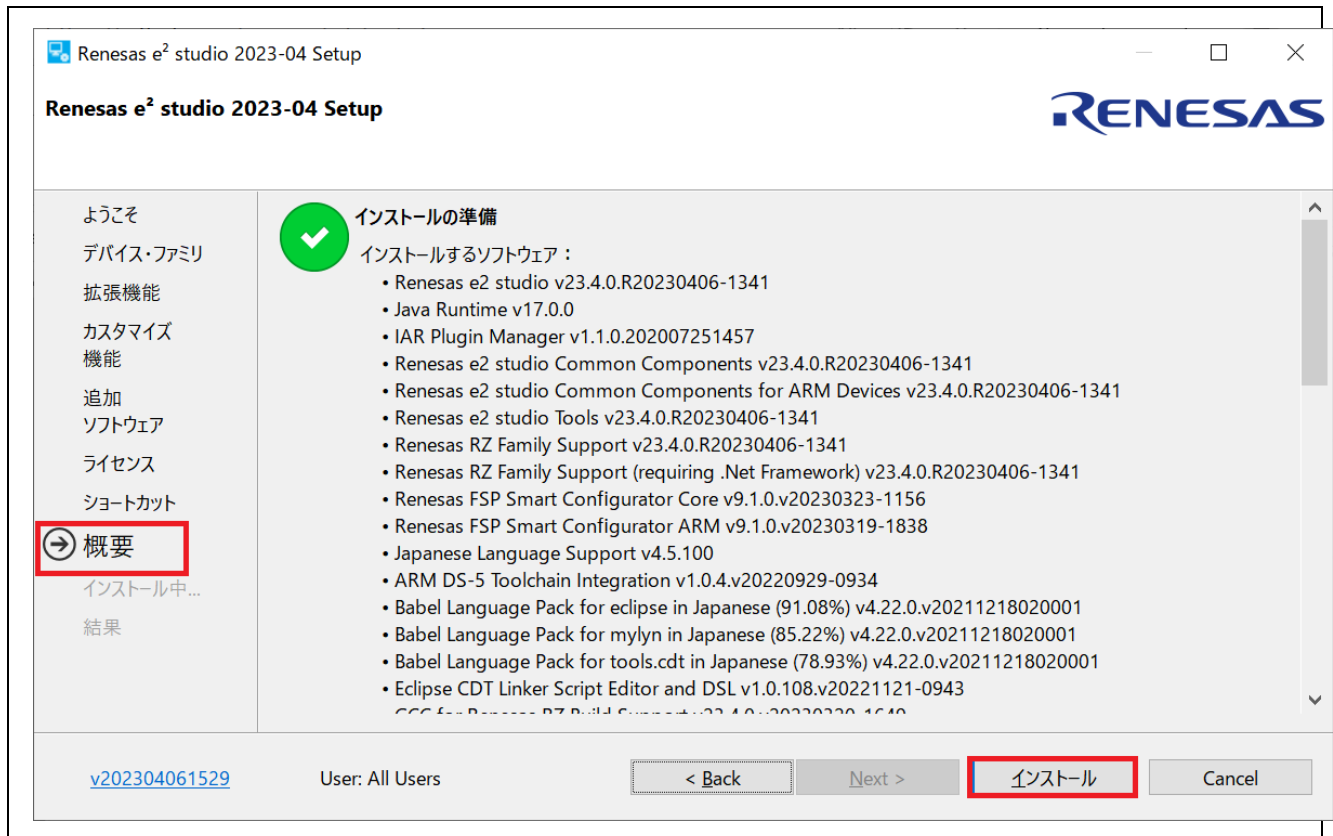 Renesas e² studio 2023-04 Setup
Renesas e² studio 2023-04 Setup
RENESAS
ようこそ
デバイス・ファミリ
拡張機能
カスタマイズ
機能
追加
ソフトウェア
ライセンス
ショートカット
概要
インストール中...
結果
インストールの準備
インストールするソフトウェア：
• Renesas e2 studio v23.4.0.R20230406-1341
• Java Runtime v17.0.0
• IAR Plugin Manager v1.1.0.202007251457
• Renesas e2 studio Common Components v23.4.0.R20230406-1341
• Renesas e2 studio Common Components for ARM Devices v23.4.0.R20230406-1341
• Renesas e2 studio Tools v23.4.0.R20230406-1341
• Renesas RZ Family Support v23.4.0.R20230406-1341
• Renesas RZ Family Support (requiring .Net Framework) v23.4.0.R20230406-1341
• Renesas FSP Smart Configurator Core v9.1.0.v20230323-1156
• Renesas FSP Smart Configurator ARM v9.1.0.v20230319-1838
• Japanese Language Support v4.5.100
• ARM DS-5 Toolchain Integration v1.0.4.v20220929-0934
• Babel Language Pack for eclipse in Japanese (91.08%) v4.22.0.v20211218020001
• Babel Language Pack for mylyn in Japanese (85.22%) v4.22.0.v20211218020001
• Babel Language Pack for tools.cdt in Japanese (78.93%) v4.22.0.v20211218020001
• Eclipse CDT Linker Script Editor and DSL v1.0.108.v20221121-0943
• GCC for Renesas RZ Build Support
v202304061529
User: All Users
< Back
Next >
インストール
Cancel